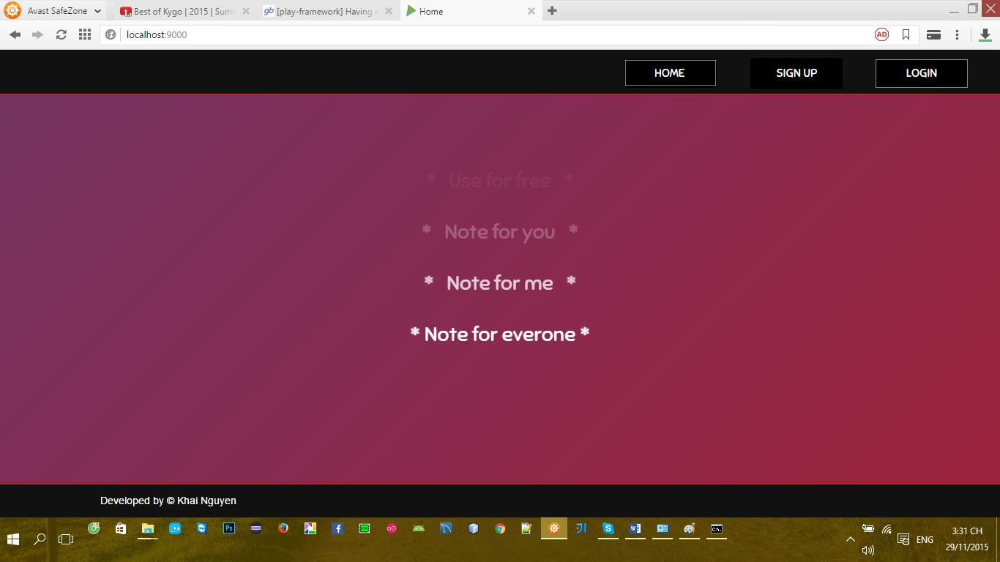 Avast SafeZone
Best of Kygo | 2015 | Sum
[play-framework] Having e
Home
localhost:9000
AD
HOME
SIGN UP
LOGIN
* Use for free *
* Note for you *
* Note for me *
* Note for everone *
Developed by © Khai Nguyen
ENG
3:31 CH
29/11/2015